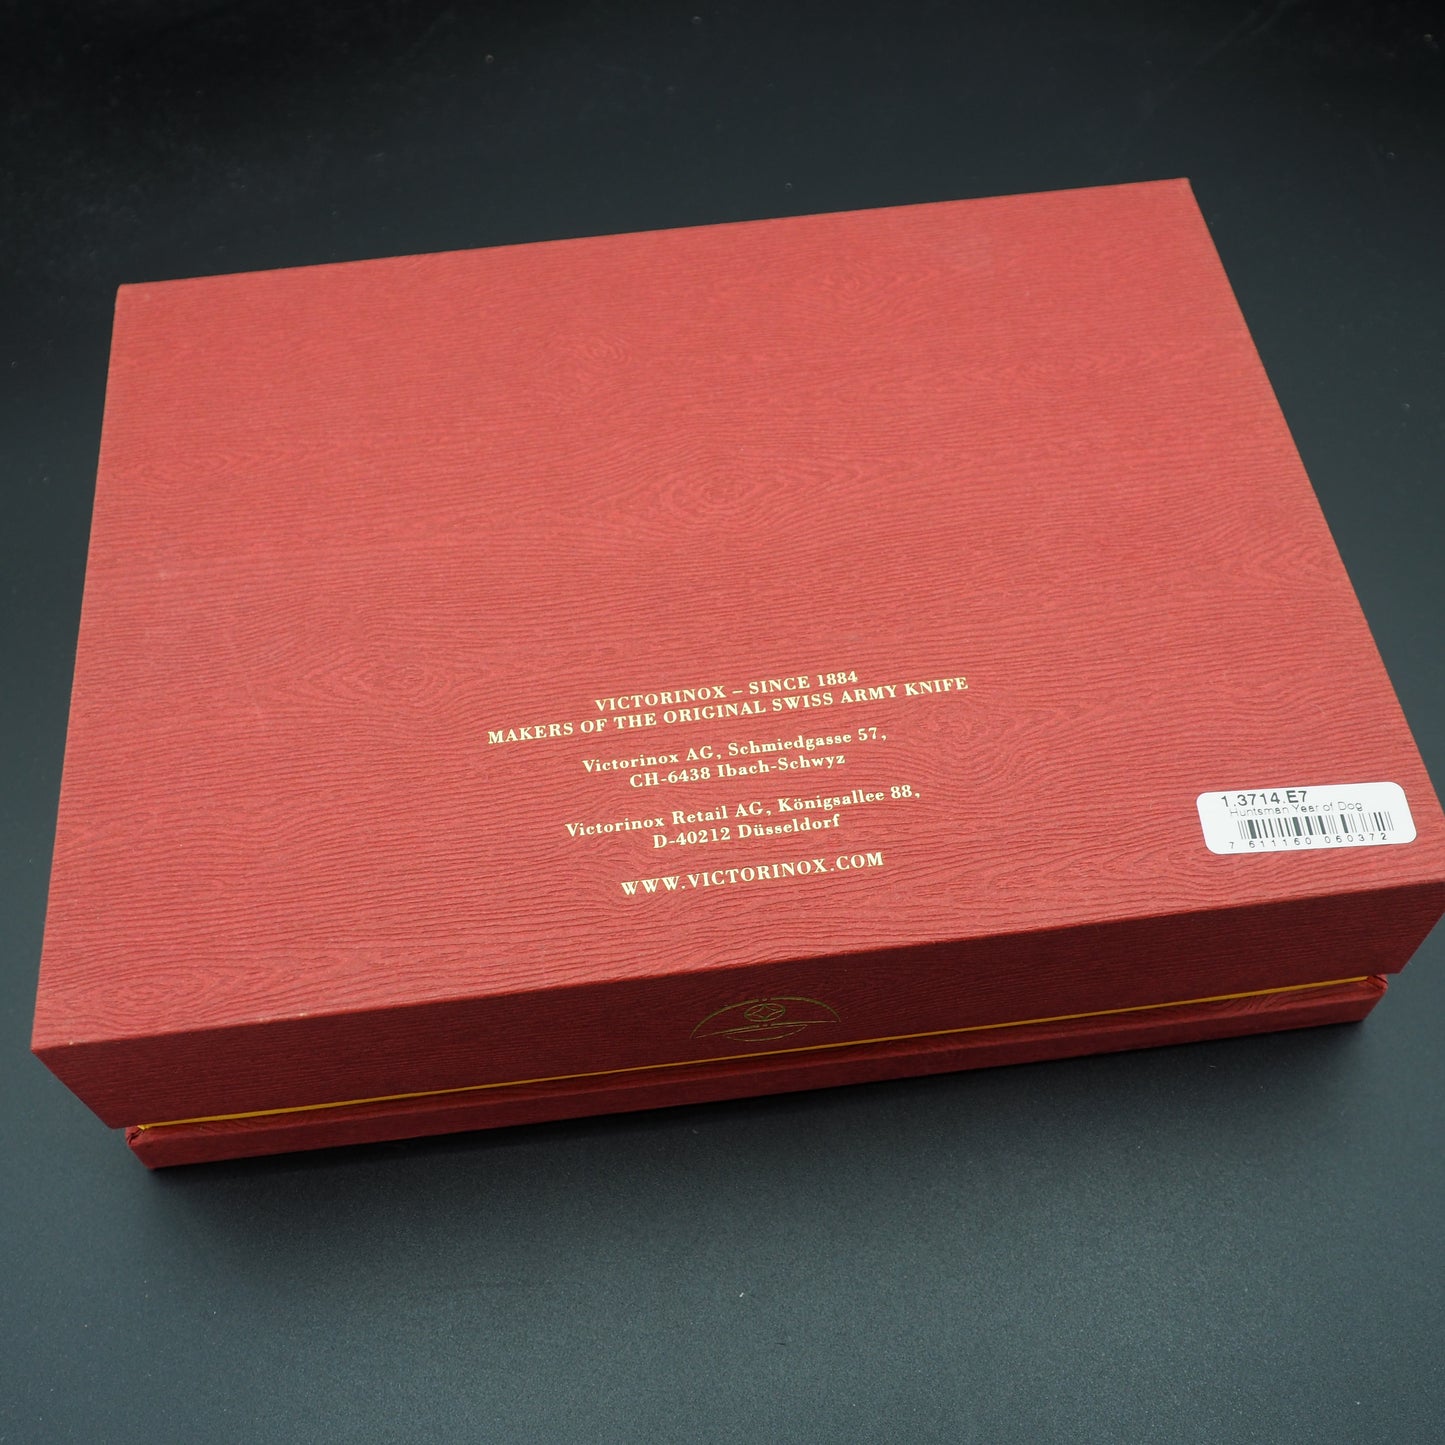 VICTORINOX – SINCE 1884
MAKERS OF THE ORIGINAL SWISS ARMY KNIFE
Victorinox AG, Schmiedgasse 57,
CH-6438 Ibach-Schwyz
Victorinox Retail AG, Königsallee 88,
D-40212 Düsseldorf
WWW.VICTORINOX.COM
1.3714.E7
Huntsman Year of Dog
7 611160 060372